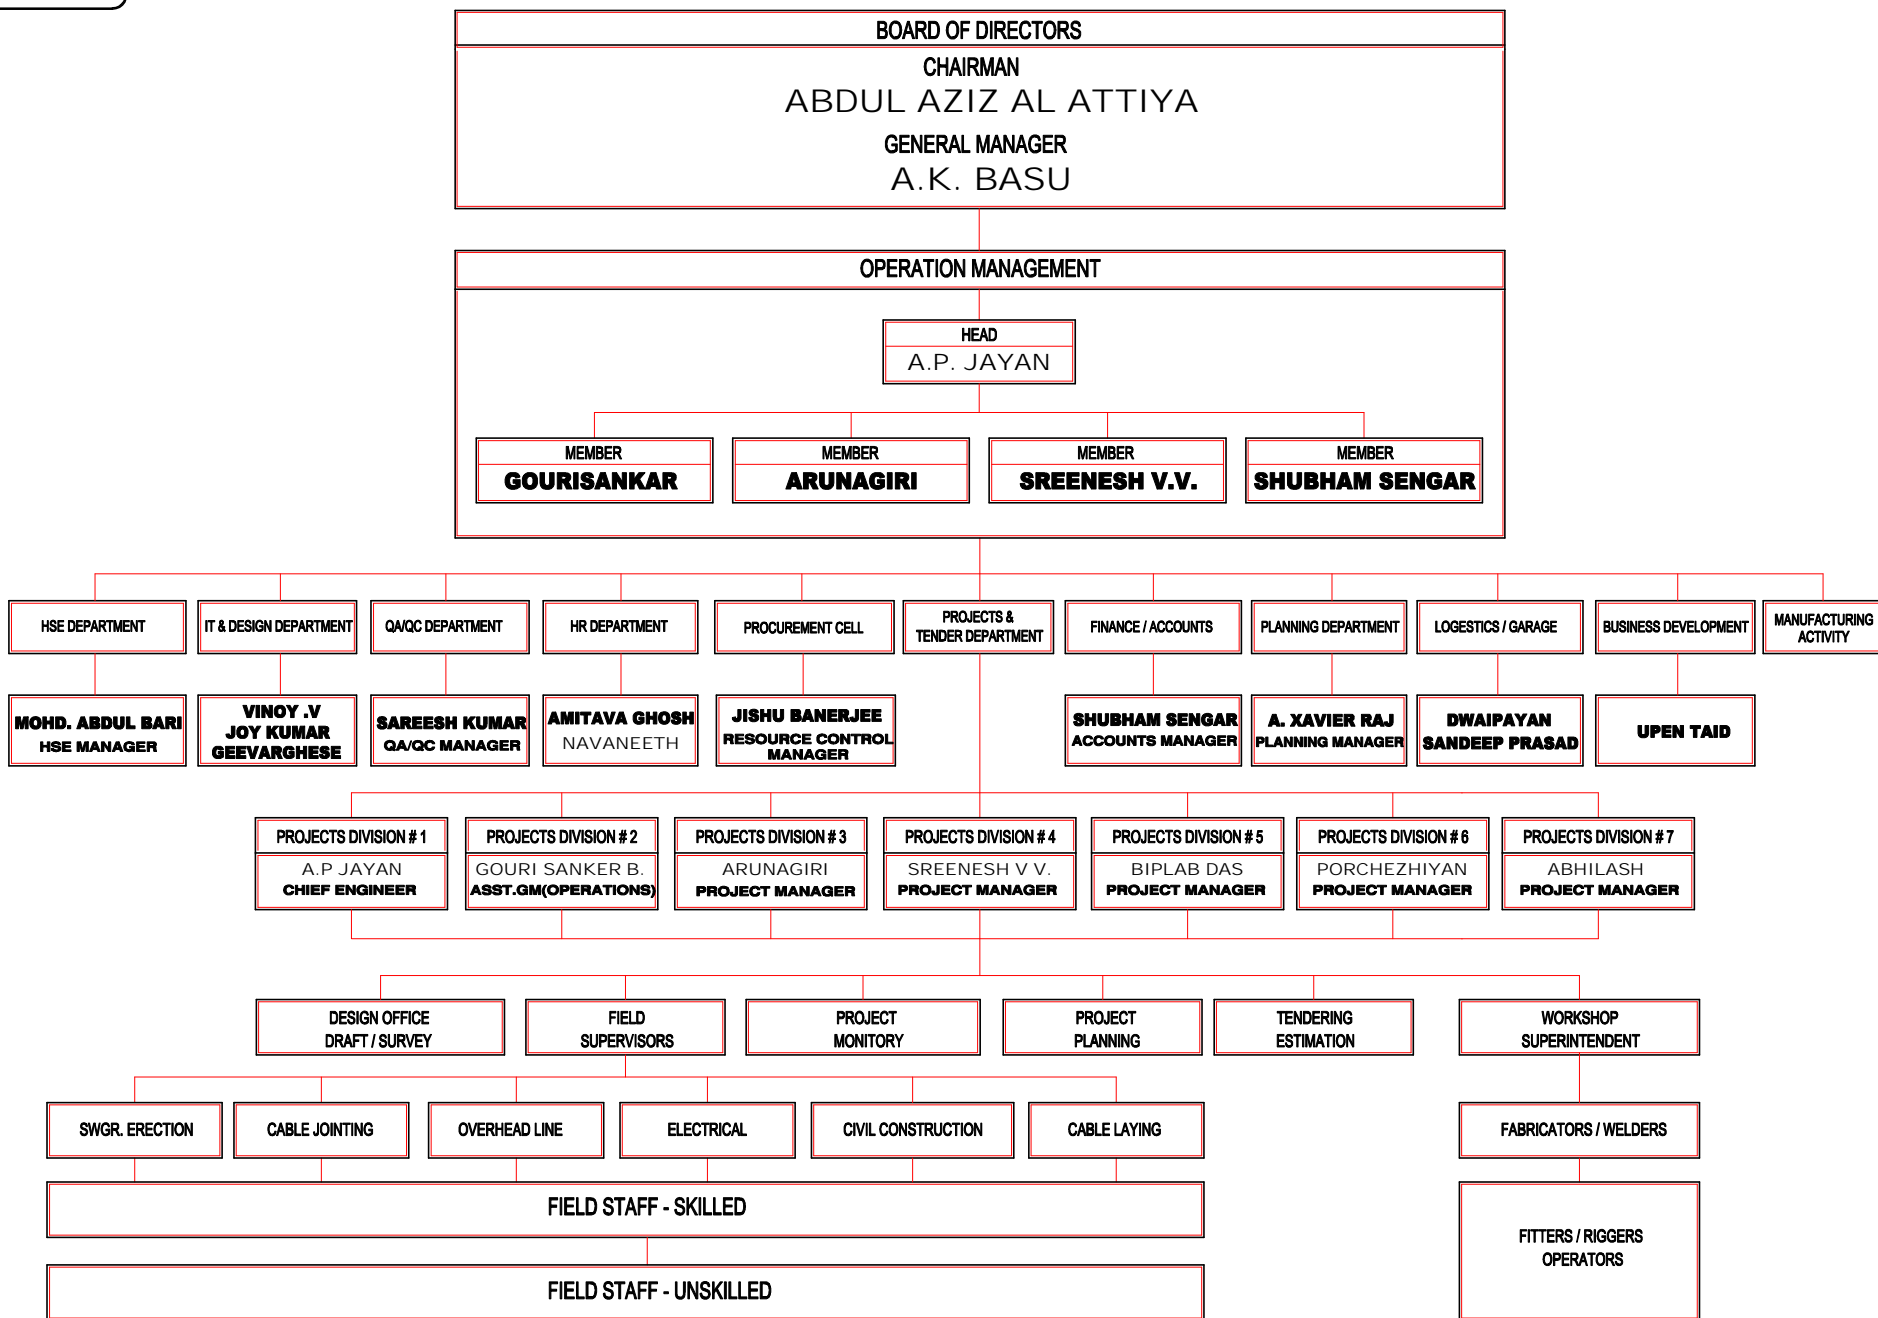 BOARD OF DIRECTORS
CHAIRMAN
ABDUL AZIZ AL ATTIYA
GENERAL MANAGER
A.K. BASU
OPERATION MANAGEMENT
HEAD
A.P. JAYAN
MEMBER
GOURISANKAR
MEMBER
ARUNAGIRI
MEMBER
SREENESH V.V.
MEMBER
SHUBHAM SENGAR
HSE DEPARTMENT
IT & DESIGN DEPARTMENT
QA/QC DEPARTMENT
HR DEPARTMENT
PROCUREMENT CELL
PROJECTS &
TENDER DEPARTMENT
FINANCE / ACCOUNTS
PLANNING DEPARTMENT
LOGESTICS / GARAGE
BUSINESS DEVELOPMENT
MANUFACTURING
ACTIVITY
MOHD. ABDUL BARI
HSE MANAGER
VINOY .V
JOY KUMAR
GEEVARGHESE
SAREESH KUMAR
QA/QC MANAGER
AMITAVA GHOSH
NAVANEETH
JISHU BANERJEE
RESOURCE CONTROL
MANAGER
SHUBHAM SENGAR
ACCOUNTS MANAGER
A. XAVIER RAJ
PLANNING MANAGER
DWAIPAYAN
SANDEEP PRASAD
UPEN TAID
PROJECTS DIVISION # 1
A.P JAYAN
CHIEF ENGINEER
PROJECTS DIVISION # 2
GOURI SANKER B.
ASST.GM(OPERATIONS)
PROJECTS DIVISION # 3
ARUNAGIRI
PROJECT MANAGER
PROJECTS DIVISION # 4
SREENESH V V.
PROJECT MANAGER
PROJECTS DIVISION # 5
BIPLAB DAS
PROJECT MANAGER
PROJECTS DIVISION # 6
PORCHEZHIYAN
PROJECT MANAGER
PROJECTS DIVISION # 7
ABHILASH
PROJECT MANAGER
DESIGN OFFICE
DRAFT / SURVEY
FIELD
SUPERVISORS
PROJECT
MONITORY
PROJECT
PLANNING
TENDERING
ESTIMATION
WORKSHOP
SUPERINTENDENT
SWGR. ERECTION
CABLE JOINTING
OVERHEAD LINE
ELECTRICAL
CIVIL CONSTRUCTION
CABLE LAYING
FABRICATORS / WELDERS
FIELD STAFF - SKILLED
FITTERS / RIGGERS
OPERATORS
FIELD STAFF - UNSKILLED